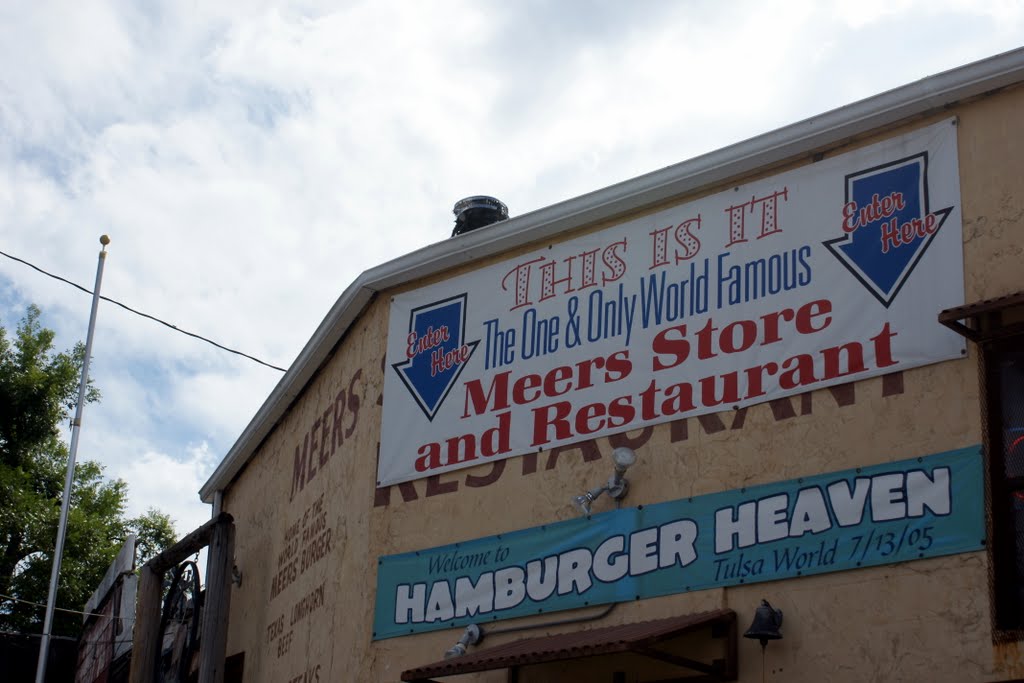 THIS IS IT
The One & Only World Famous
Meers Store
and Restaurant
Enter
Here
Enter
Here
Welcome to
HAMBURGER HEAVEN
Tulsa World 7/13/05
MEERS
RESTAURANT
HOME OF THE
WORLD FAMOUS
MEERS BURGER
TEXAS LONGHORN
BEEF